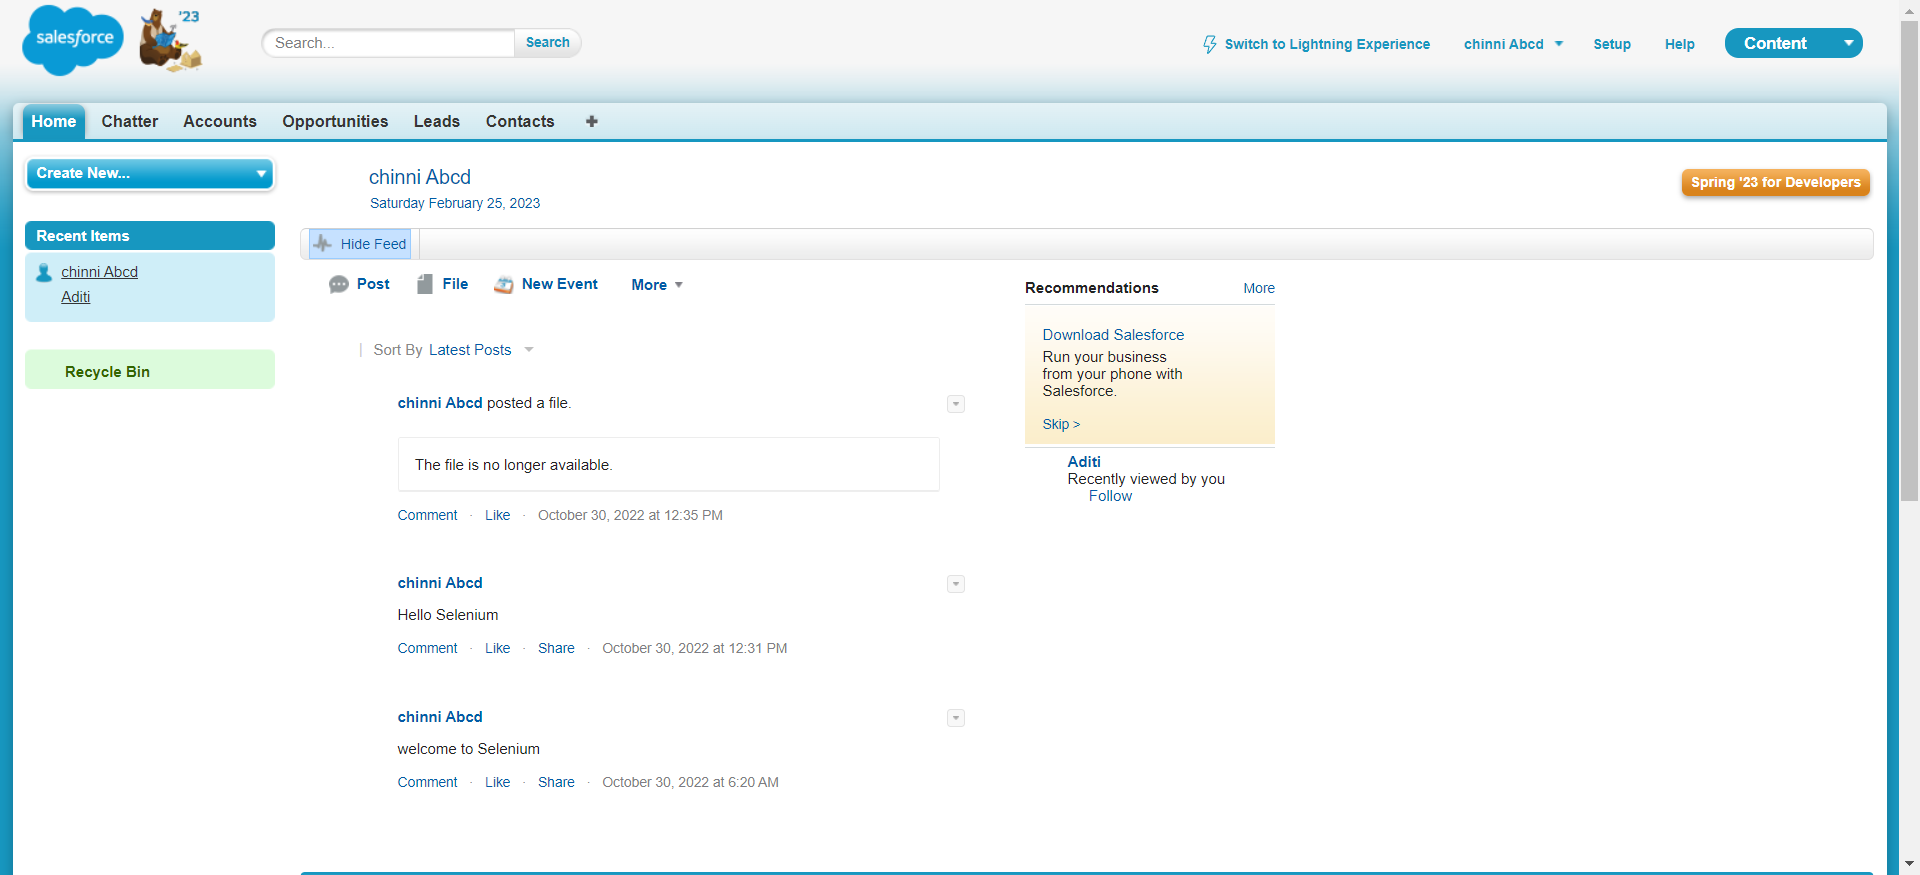 salesforce
'23
Search...
Search
Switch to Lightning Experience
chinni Abcd
Setup
Help
Content
Home
Chatter
Accounts
Opportunities
Leads
Contacts
Create New...
chinni Abcd
Saturday February 25, 2023
Spring '23 for Developers
Recent Items
chinni Abcd
Aditi
Recycle Bin
Hide Feed
Post
File
New Event
More
Sort By Latest Posts
chinni Abcd posted a file.
The file is no longer available.
Comment · Like · October 30, 2022 at 12:35 PM
chinni Abcd
Hello Selenium
Comment · Like · Share · October 30, 2022 at 12:31 PM
chinni Abcd
welcome to Selenium
Comment · Like · Share · October 30, 2022 at 6:20 AM
Recommendations
More
Download Salesforce
Run your business
from your phone with
Salesforce.
Skip >
Aditi
Recently viewed by you
Follow